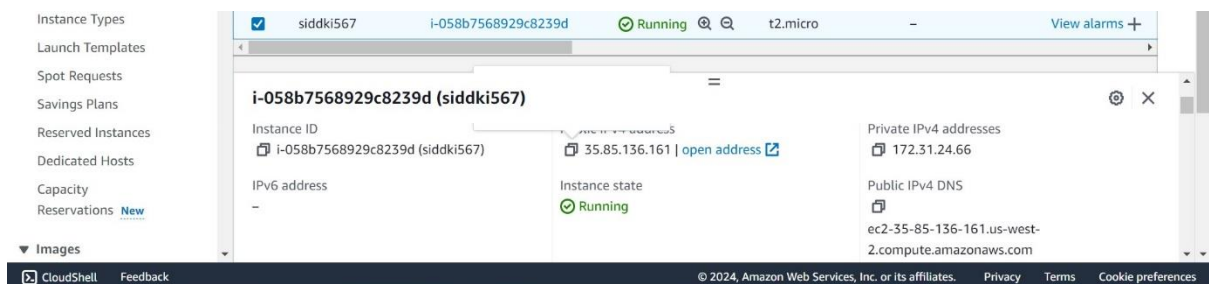 Instance Types
Launch Templates
Spot Requests
Savings Plans
Reserved Instances
Dedicated Hosts
Capacity
Reservations New
▼ Images
siddki567 i-058b7568929c8239d Running t2.micro – View alarms +
i-058b7568929c8239d (siddki567)
Instance ID
i-058b7568929c8239d (siddki567)
IPv4 address
35.85.136.161 | open address
Private IPv4 addresses
172.31.24.66
IPv6 address
–
Instance state
Running
Public IPv4 DNS
ec2-35-85-136-161.us-west-
2.compute.amazonaws.com
CloudShell Feedback © 2024, Amazon Web Services, Inc. or its affiliates. Privacy Terms Cookie preferences